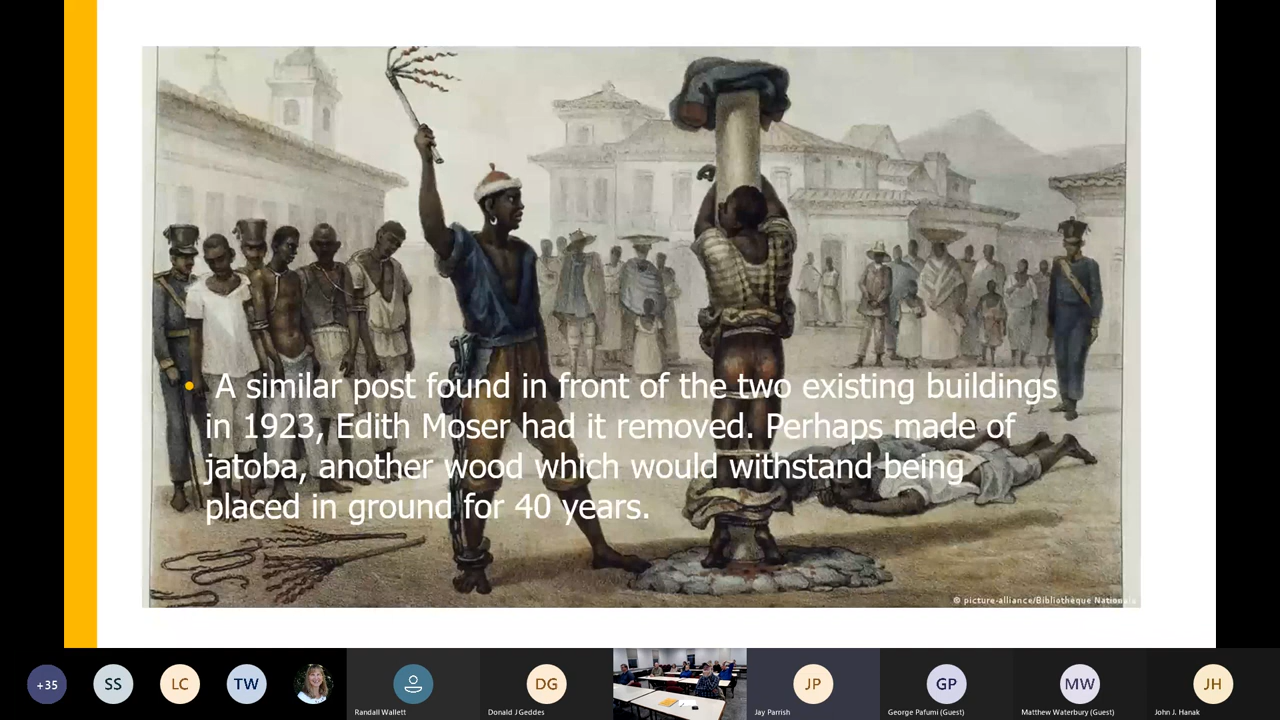 A similar post found in front of the two existing buildings
in 1923, Edith Moser had it removed. Perhaps made of
jatoba, another wood which would withstand being
placed in ground for 40 years.
© picture-alliance/Bibliothèque Nationale
+35
SS
LC
TW
DG
JP
GP
MW
JH
Randall Wallett
Donald J Geddes
Jay Parrish
George Pafumi (Guest)
Matthew Waterbury (Guest)
John J. Hanak